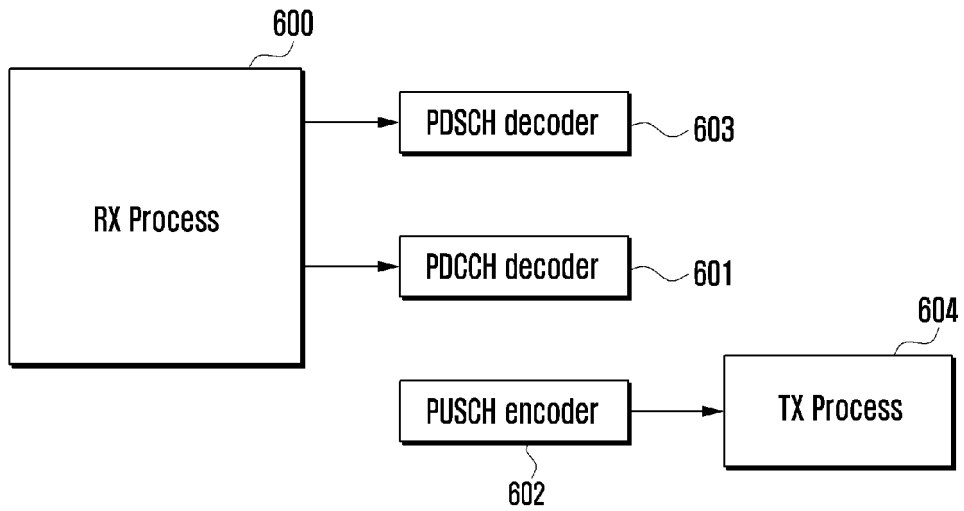 600
RX Process
PDSCH decoder
603
PDCCH decoder
601
604
PUSCH encoder
TX Process
602